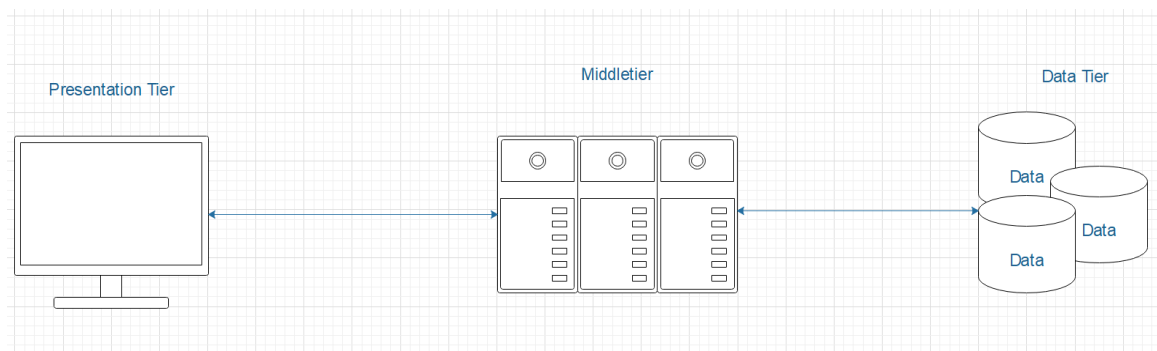 Presentation Tier
Middletier
Data Tier
Data
Data
Data